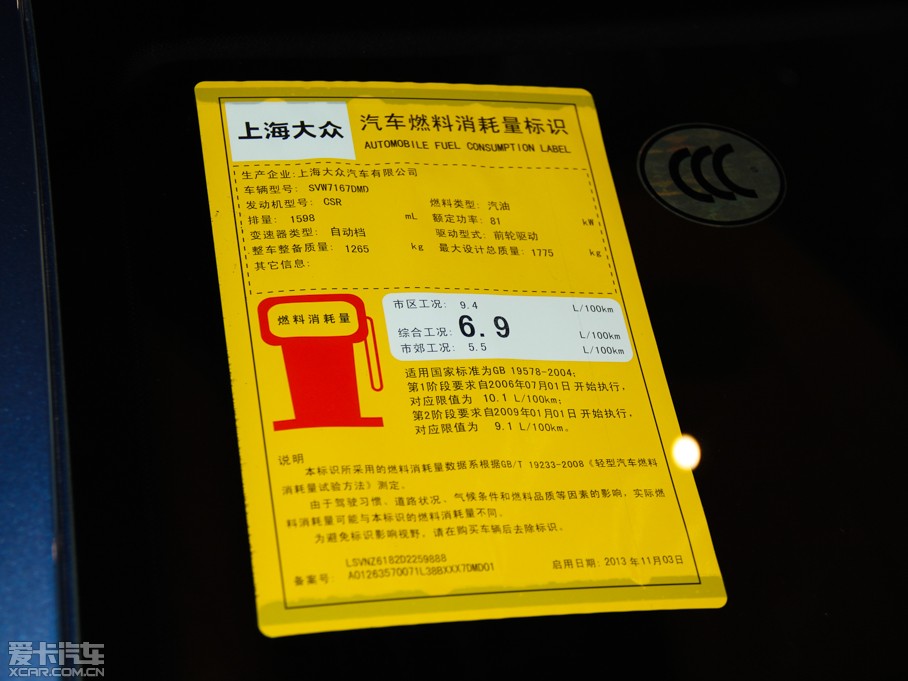 上海大众
汽车燃料消耗量标识
AUTOMOBILE FUEL CONSUMPTION LABEL
生产企业:上海大众汽车有限公司
车辆型号: SVW7167DMD
发动机型号: CSR 燃料类型: 汽油
排量: 1598 mL 额定功率: 81 kW
变速器类型: 自动档 驱动型式: 前轮驱动
整车整备质量: 1265 kg 最大设计总质量: 1775 kg
其它信息:
燃料消耗量
市区工况: 9.4 L/100km
综合工况: 6.9 L/100km
市郊工况: 5.5 L/100km
适用国家标准为GB 19578-2004;
第1阶段要求自2006年07月01日 开始执行,
对应限值为 10.1 L/100km;
第2阶段要求自2009年01月01日 开始执行,
对应限值为 9.1 L/100km。
说明
本标识所采用的燃料消耗量数据系根据GB/T 19233-2008《轻型汽车燃料
消耗量试验方法》测定。
由于驾驶习惯、道路状况、气候条件和燃料品质等因素的影响,实际燃
料消耗量可能与本标识的燃料消耗量不同。
为避免标识影响视野,请在购买车辆后去除标识。
LSVNZ6182D2259888
备案号: A01263570071L38BXXX7DMD01 启用日期: 2013 年11月03日
CCC
爱卡汽车
XCAR.COM.CN